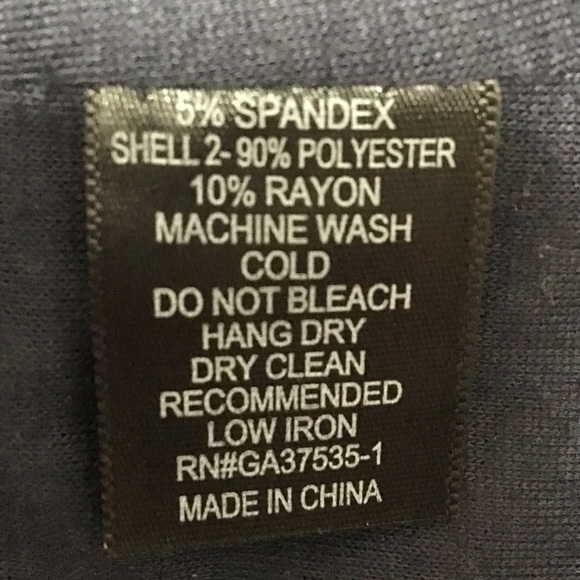 5% SPANDEX
SHELL 2- 90% POLYESTER
10% RAYON
MACHINE WASH
COLD
DO NOT BLEACH
HANG DRY
DRY CLEAN
RECOMMENDED
LOW IRON
RN#GA37535-1
MADE IN CHINA